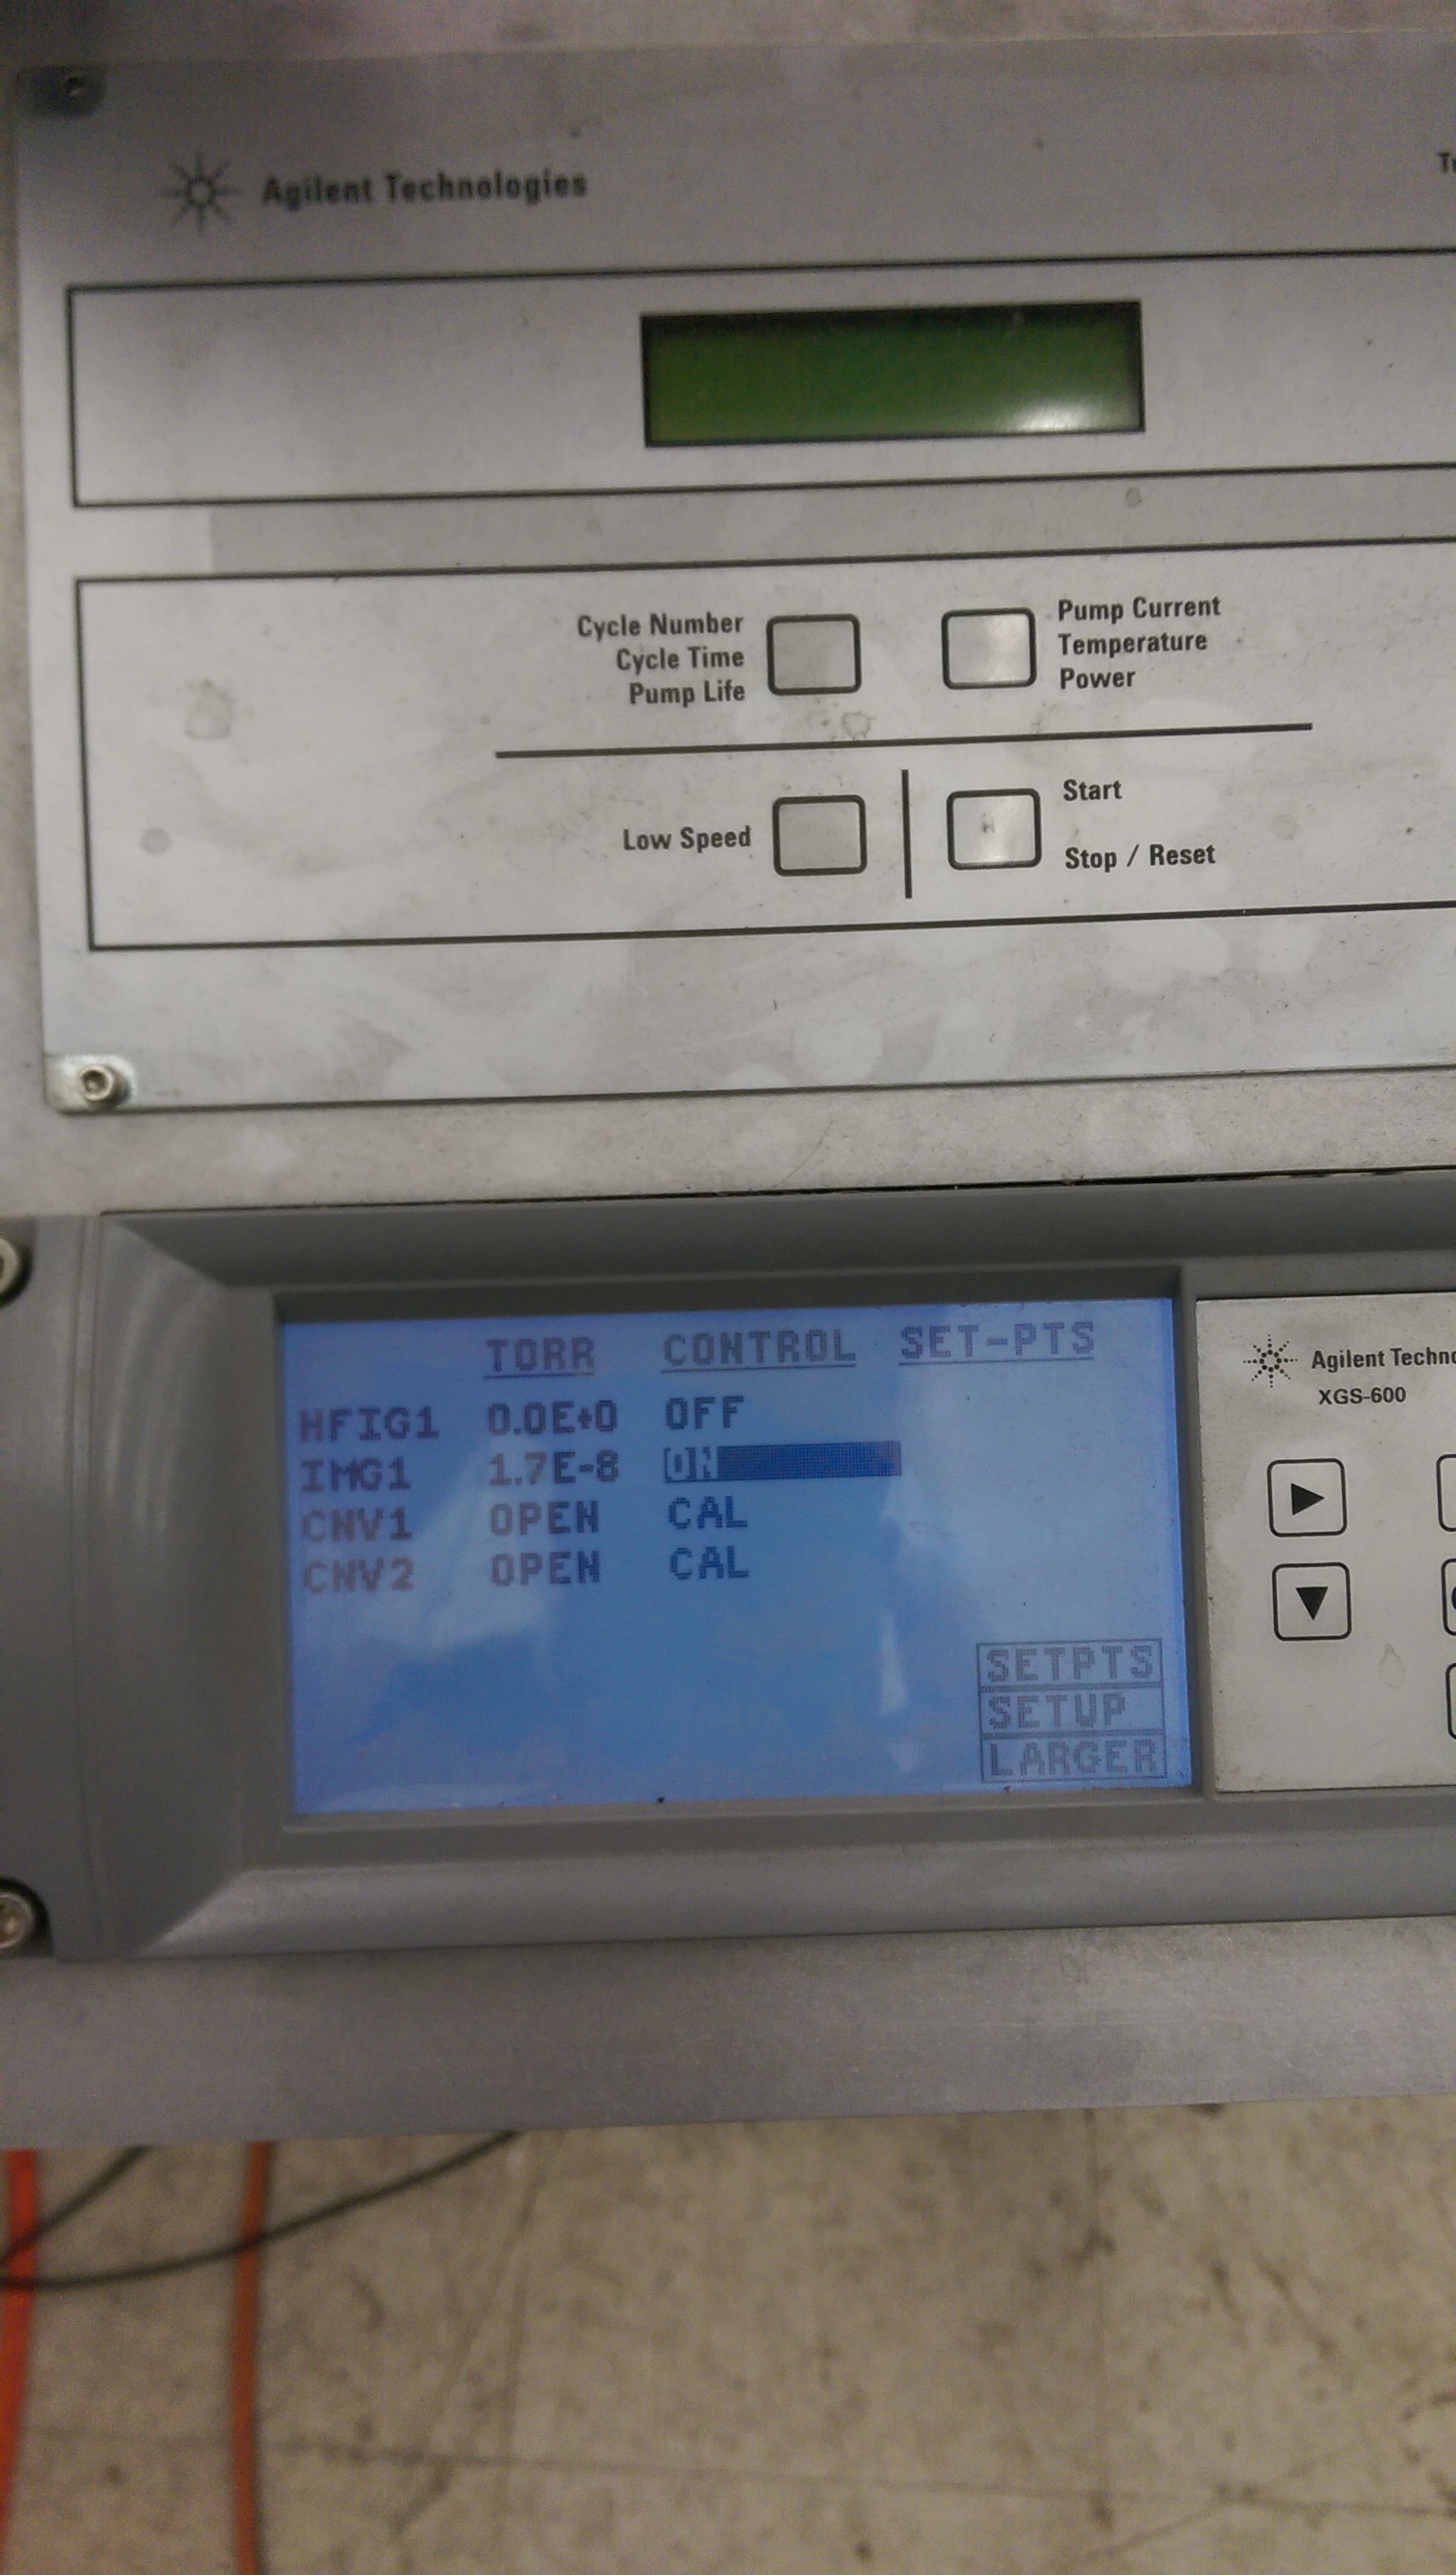 Agilent Technologies
Cycle Number
Cycle Time
Pump Life
Pump Current
Temperature
Power
Low Speed
Start
Stop / Reset
TORR CONTROL SET-PTS
HFIG1 0.0E+0 OFF
IMG1 1.7E-8 ON
CNV1 OPEN CAL
CNV2 OPEN CAL
SETPTS
SETUP
LARGER
Agilent Techno
XGS-600